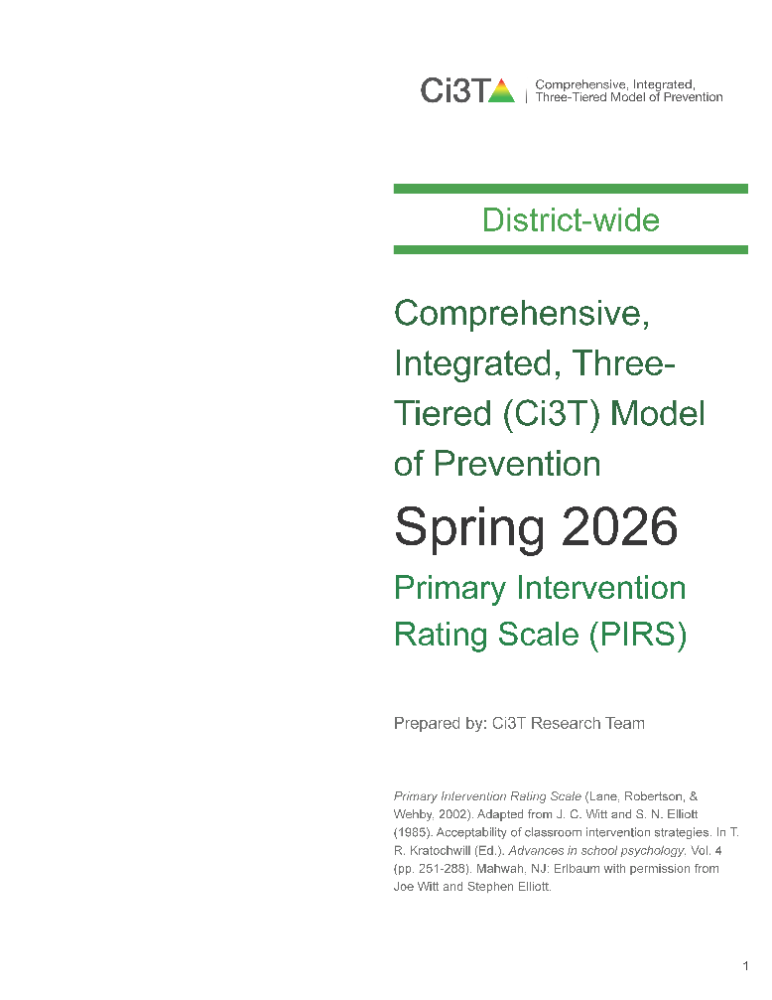 Ci3T
Comprehensive, Integrated,
Three-Tiered Model of Prevention
District-wide
Comprehensive,
Integrated, Three-
Tiered (Ci3T) Model
of Prevention
Spring 2026
Primary Intervention
Rating Scale (PIRS)
Prepared by: Ci3T Research Team
Primary Intervention Rating Scale (Lane, Robertson, &
Wehby, 2002). Adapted from J. C. Witt and S. N. Elliott
(1985). Acceptability of classroom intervention strategies. In T.
R. Kratochwill (Ed.). Advances in school psychology. Vol. 4
(pp. 251-288). Mahwah, NJ: Erlbaum with permission from
Joe Witt and Stephen Elliott.
1